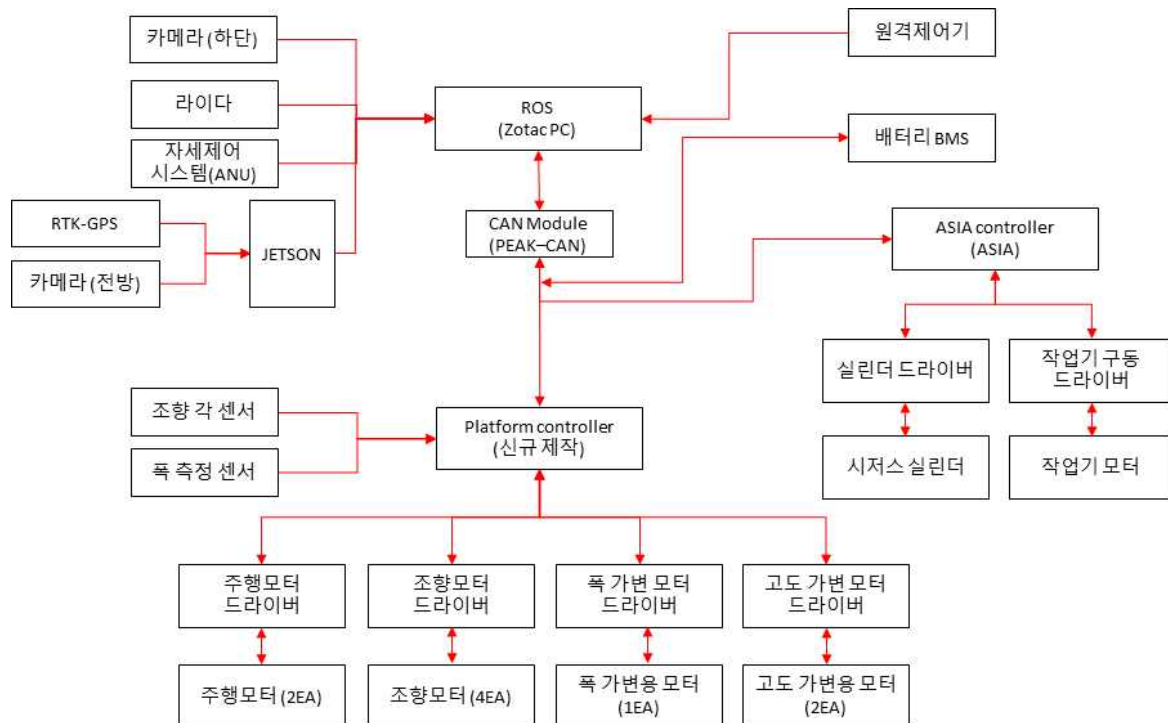 카메라 (하단)
원격제어기
라이다
ROS
(Zotac PC)
배터리 BMS
자세제어
시스템(ANU)
RTK-GPS
JETSON
CAN Module
(PEAK–CAN)
ASIA controller
(ASIA)
카메라 (전방)
실린더 드라이버
작업기 구동
드라이버
조향 각 센서
Platform controller
(신규 제작)
폭 측정 센서
시저스 실린더
작업기 모터
주행모터
드라이버
조향모터
드라이버
폭 가변 모터
드라이버
고도 가변 모터
드라이버
주행모터 (2EA)
조향모터 (4EA)
폭 가변용 모터
(1EA)
고도 가변용 모터
(2EA)